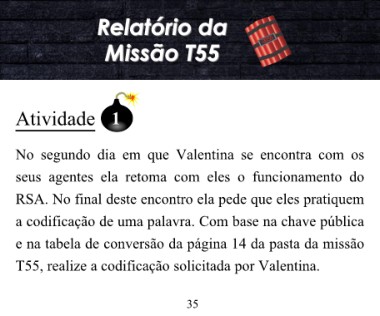 Relatório da
Missão T55
Atividade 1
No segundo dia em que Valentina se encontra com os
seus agentes ela retoma com eles o funcionamento do
RSA. No final deste encontro ela pede que eles pratiquem
a codificação de uma palavra. Com base na chave pública
e na tabela de conversão da página 14 da pasta da missão
T55, realize a codificação solicitada por Valentina.
35